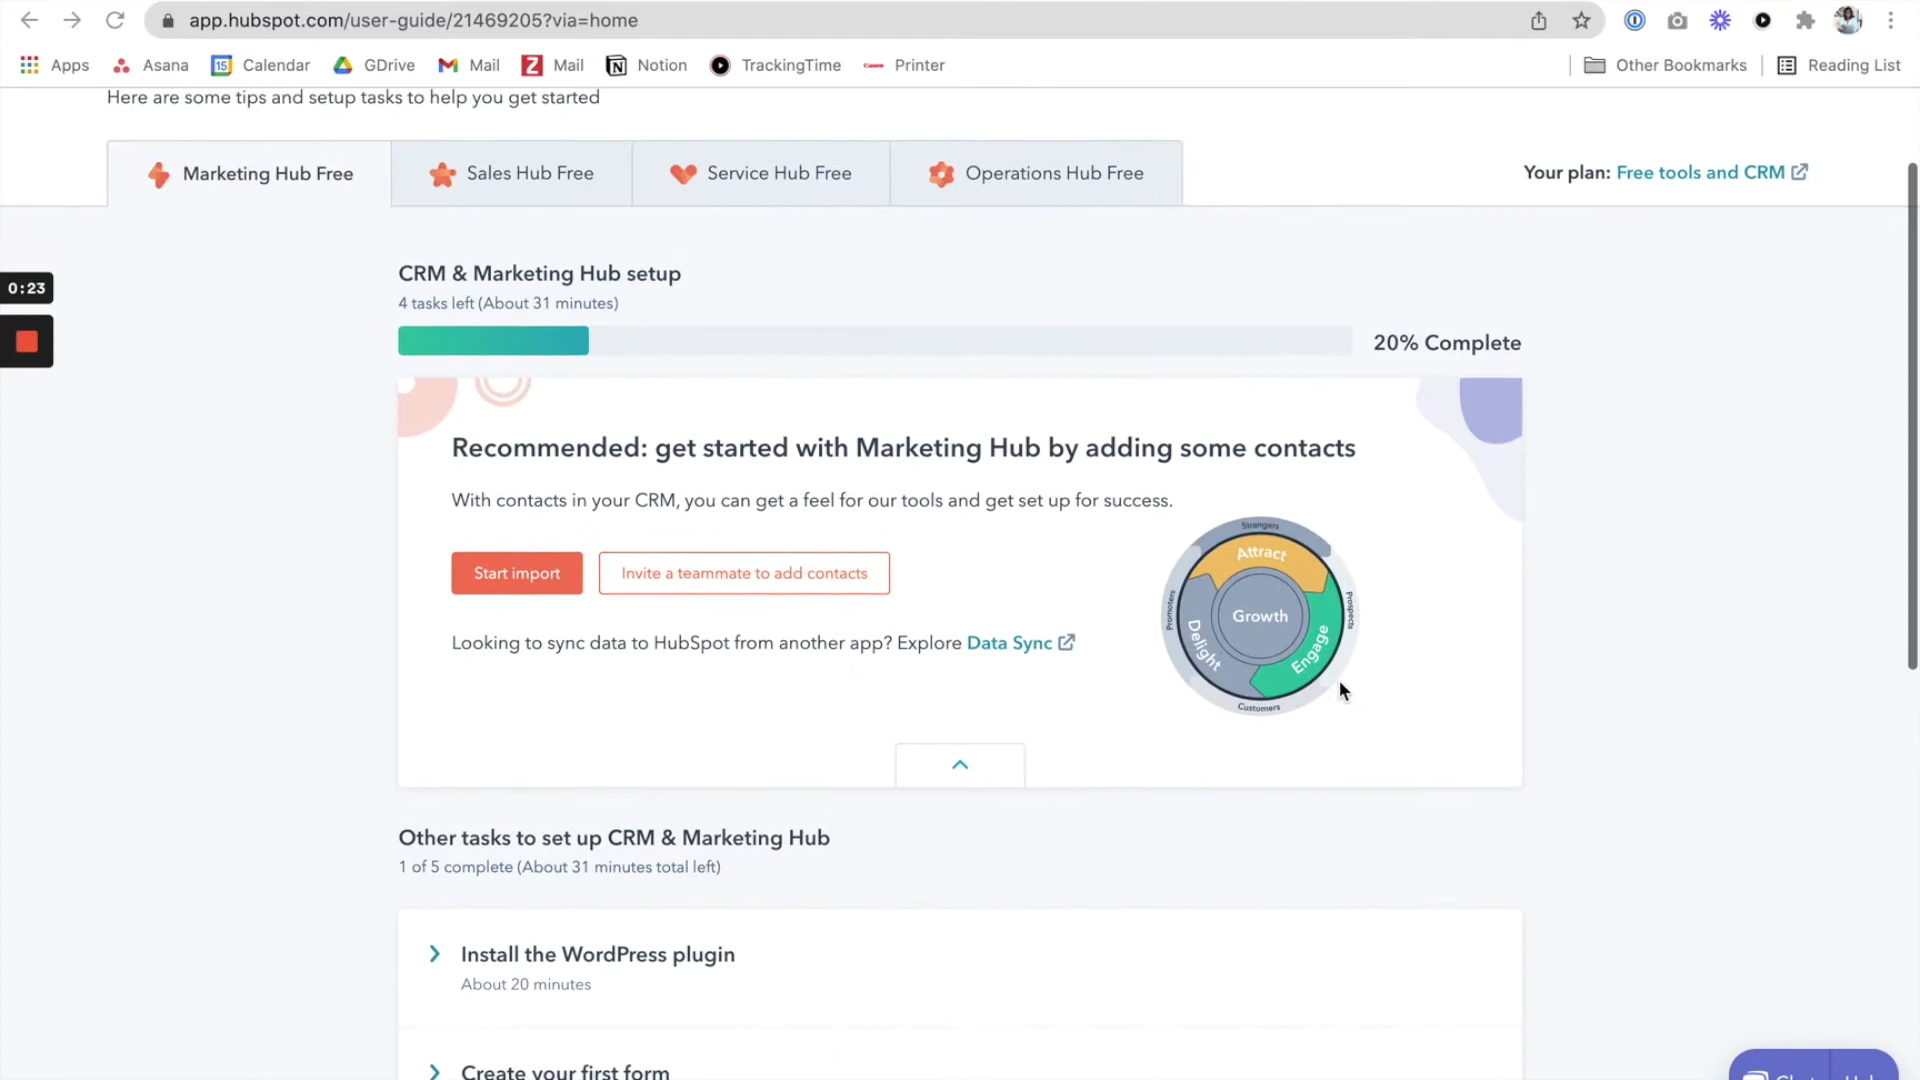 app.hubspot.com/user-guide/21469205?via=home
Apps
Asana
15
Calendar
GDrive
Mail
Z
Mail
N
Notion
TrackingTime
Canon
Printer
Other Bookmarks
Reading List
Here are some tips and setup tasks to help you get started
Marketing Hub Free
Sales Hub Free
Service Hub Free
Operations Hub Free
Your plan: Free tools and CRM
CRM & Marketing Hub setup
0:23
4 tasks left (About 31 minutes)
20% Complete
Recommended: get started with Marketing Hub by adding some contacts
With contacts in your CRM, you can get a feel for our tools and get set up for success.
Start import
Invite a teammate to add contacts
Looking to sync data to HubSpot from another app? Explore Data Sync
Strangers
Attract
Promoters
Prospects
Growth
Delight
Engage
Customers
Other tasks to set up CRM & Marketing Hub
1 of 5 complete (About 31 minutes total left)
Install the WordPress plugin
About 20 minutes
Create your first form